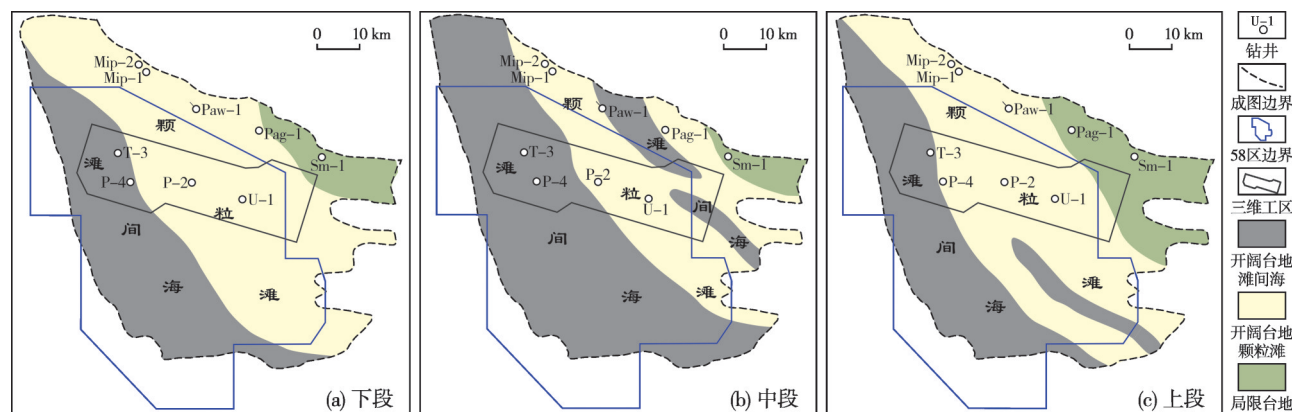 0 10 km
Mip-2
Mip-1
Paw-1
颗
Pag-1
Sm-1
滩
T-3
P-4
P-2
U-1
粒
间
海
滩
(a) 下段
0 10 km
Mip-2
Mip-1
Paw-1
颗
滩
Pag-1
Sm-1
T-3
滩
P-4
P-2
粒
U-1
间
间
海
海
滩
(b) 中段
0 10 km
Mip-2
Mip-1
Paw-1
颗
Pag-1
Sm-1
T-3
滩
P-4
P-2
粒
U-1
间
海
滩
(c) 上段
U-1
钻井
成图边界
58区边界
三维工区
开阔台地
滩间海
开阔台地
颗粒滩
局限台地